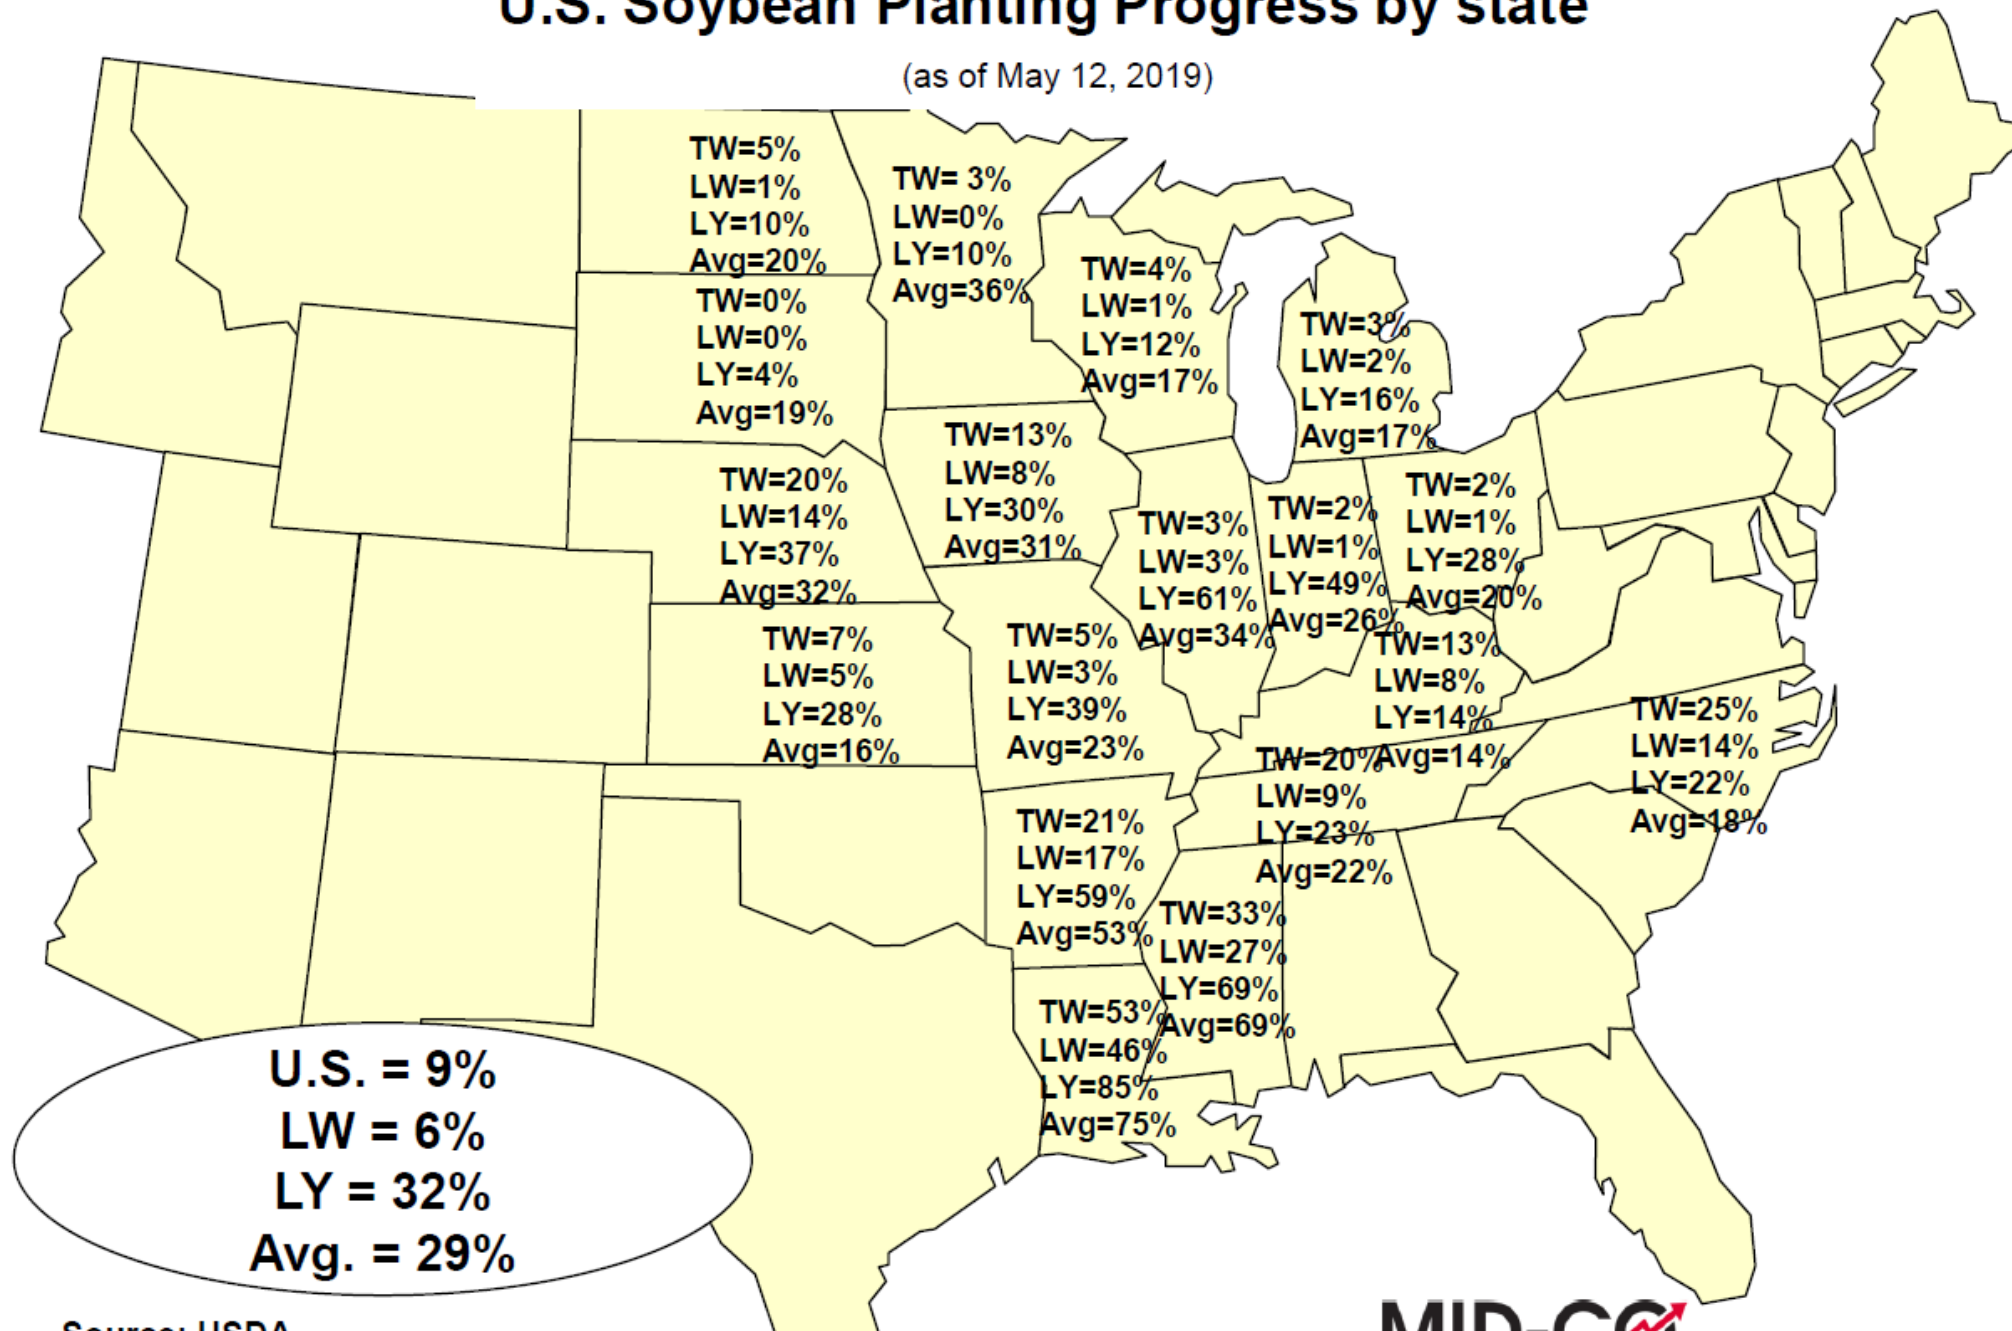 U.S. Soybean Planting Progress by state
(as of May 12, 2019)
TW=5%
LW=1%
LY=10%
Avg=20%
TW= 3%
LW=0%
LY=10%
Avg=36%
TW=4%
LW=1%
LY=12%
Avg=17%
TW=3%
LW=2%
LY=16%
Avg=17%
TW=0%
LW=0%
LY=4%
Avg=19%
TW=13%
LW=8%
LY=30%
Avg=31%
TW=20%
LW=14%
LY=37%
Avg=32%
TW=3%
LW=3%
LY=61%
Avg=34%
TW=2%
LW=1%
LY=49%
Avg=26%
TW=2%
LW=1%
LY=28%
Avg=20%
TW=7%
LW=5%
LY=28%
Avg=16%
TW=5%
LW=3%
LY=39%
Avg=23%
TW=13%
LW=8%
LY=14%
Avg=14%
TW=25%
LW=14%
LY=22%
Avg=18%
TW=20%
LW=9%
LY=23%
Avg=22%
TW=21%
LW=17%
LY=59%
Avg=53%
TW=33%
LW=27%
LY=69%
Avg=69%
TW=53%
LW=46%
LY=85%
Avg=75%
U.S. = 9%
LW = 6%
LY = 32%
Avg. = 29%
Source: USDA
MID-CO